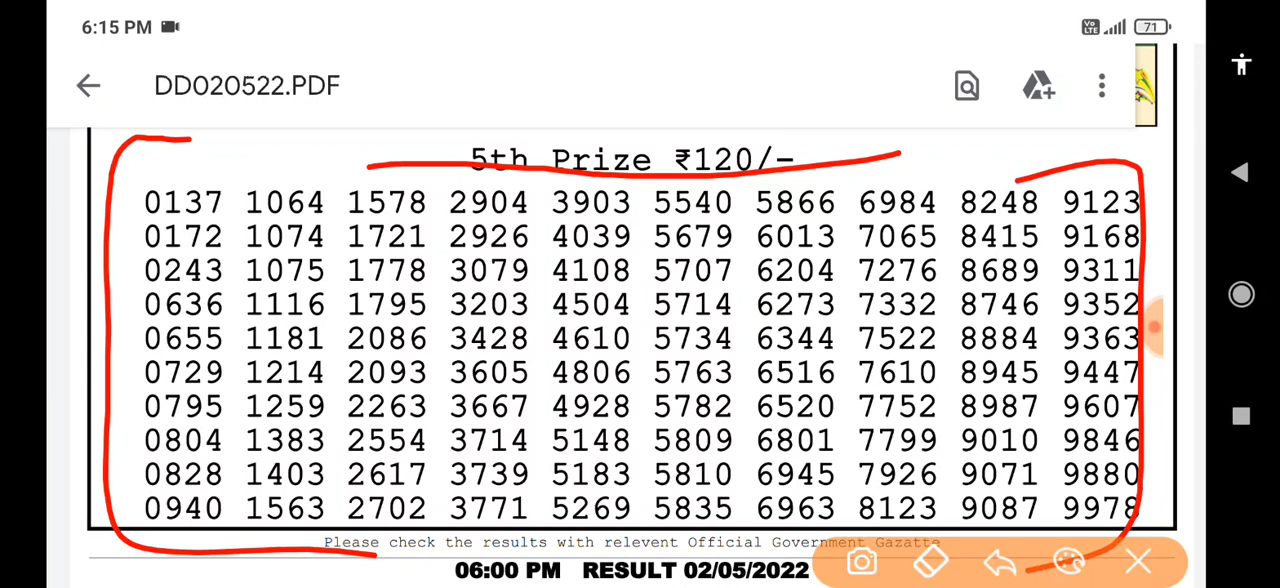 6:15 PM
Vo LTE 71
DD020522.PDF
5th Prize ₹120/-
0137 1064 1578 2904 3903 5540 5866 6984 8248 9123
0172 1074 1721 2926 4039 5679 6013 7065 8415 9168
0243 1075 1778 3079 4108 5707 6204 7276 8689 9311
0636 1116 1795 3203 4504 5714 6273 7332 8746 9352
0655 1181 2086 3428 4610 5734 6344 7522 8884 9363
0729 1214 2093 3605 4806 5763 6516 7610 8945 9447
0795 1259 2263 3667 4928 5782 6520 7752 8987 9607
0804 1383 2554 3714 5148 5809 6801 7799 9010 9846
0828 1403 2617 3739 5183 5810 6945 7926 9071 9880
0940 1563 2702 3771 5269 5835 6963 8123 9087 9978
Please check the results with relevent Official Government Gazatte
06:00 PM RESULT 02/05/2022